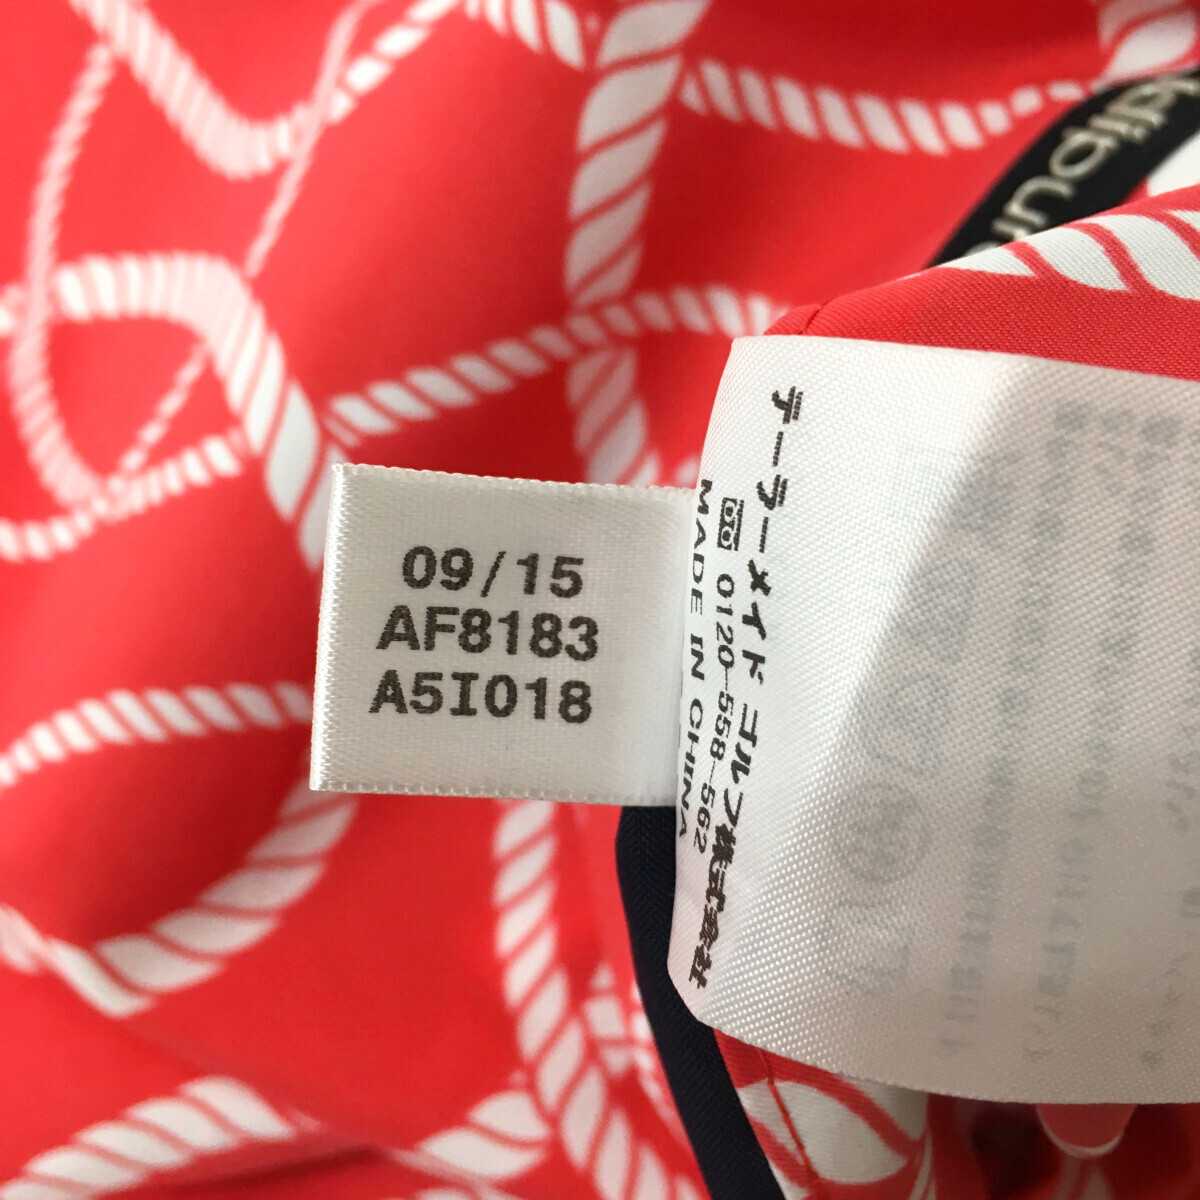 09/15
AF8183
A5I018
テーラーメイド ゴルフ株式会社
0120-558-562
MADE IN CHINA
adipure